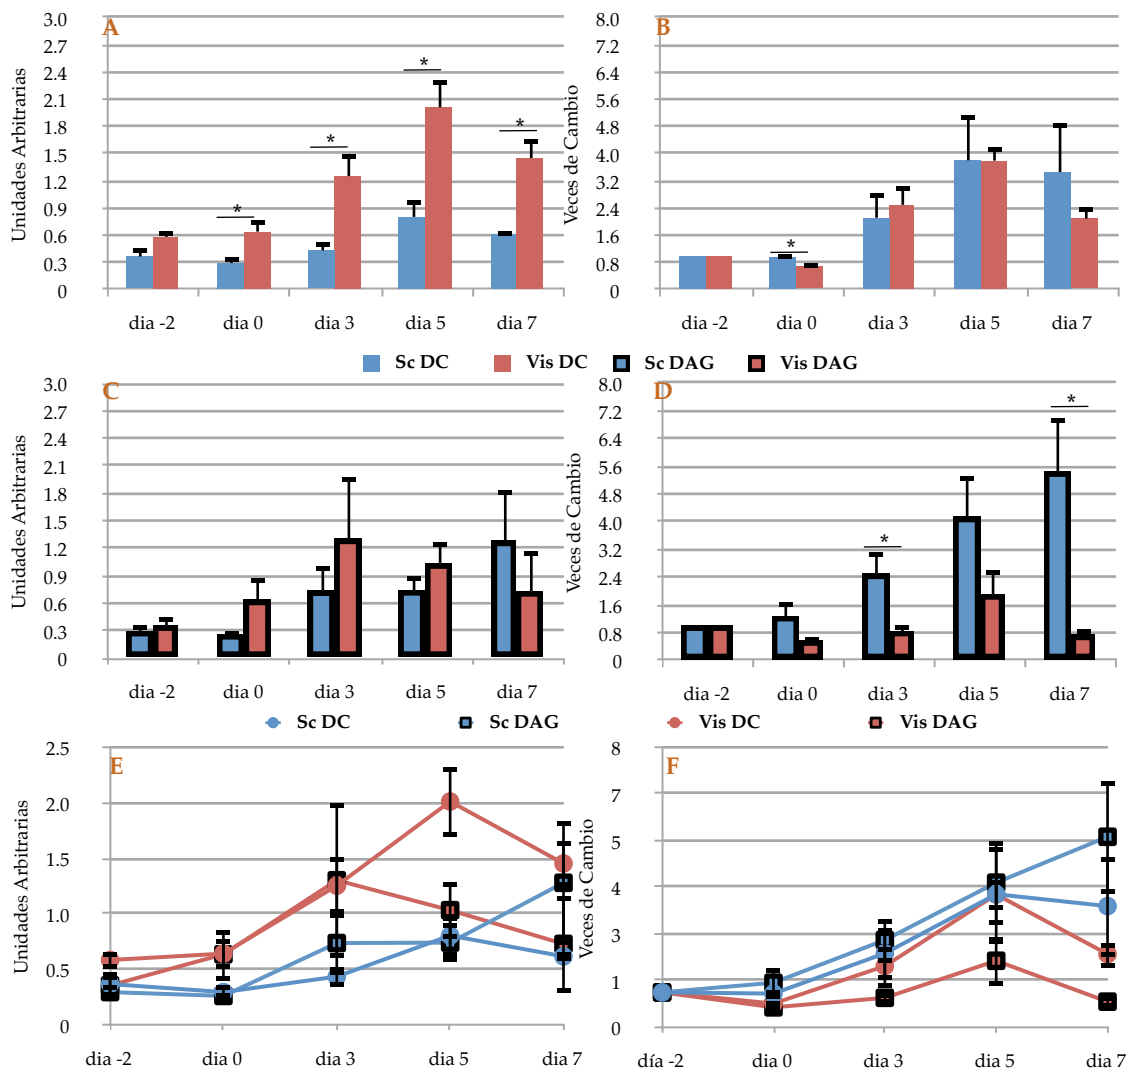 A
Unidades Arbitrarias
3.0
2.7
2.4
2.1
1.8
1.5
1.2
0.9
0.6
0.3
0
*
*
*
*
dia -2
dia 0
dia 3
dia 5
dia 7
B
Veces de Cambio
8.0
7.2
6.4
5.6
4.8
4.0
3.2
2.4
1.6
0.8
0
*
dia -2
dia 0
dia 3
dia 5
dia 7
Sc DC
Vis DC
Sc DAG
Vis DAG
C
Unidades Arbitrarias
3.0
2.7
2.4
2.1
1.8
1.5
1.2
0.9
0.6
0.3
0
dia -2
dia 0
dia 3
dia 5
dia 7
D
Veces de Cambio
8.0
7.2
6.4
5.6
4.8
4.0
3.2
2.4
1.6
0.8
0
*
*
dia -2
dia 0
dia 3
dia 5
dia 7
Sc DC
Sc DAG
Vis DC
Vis DAG
E
Unidades Arbitrarias
2.5
2.0
1.5
1.0
0.5
0
dia -2
dia 0
dia 3
dia 5
dia 7
F
Veces de Cambio
8
7
5
4
3
1
0
día -2
dia 0
dia 3
dia 5
dia 7